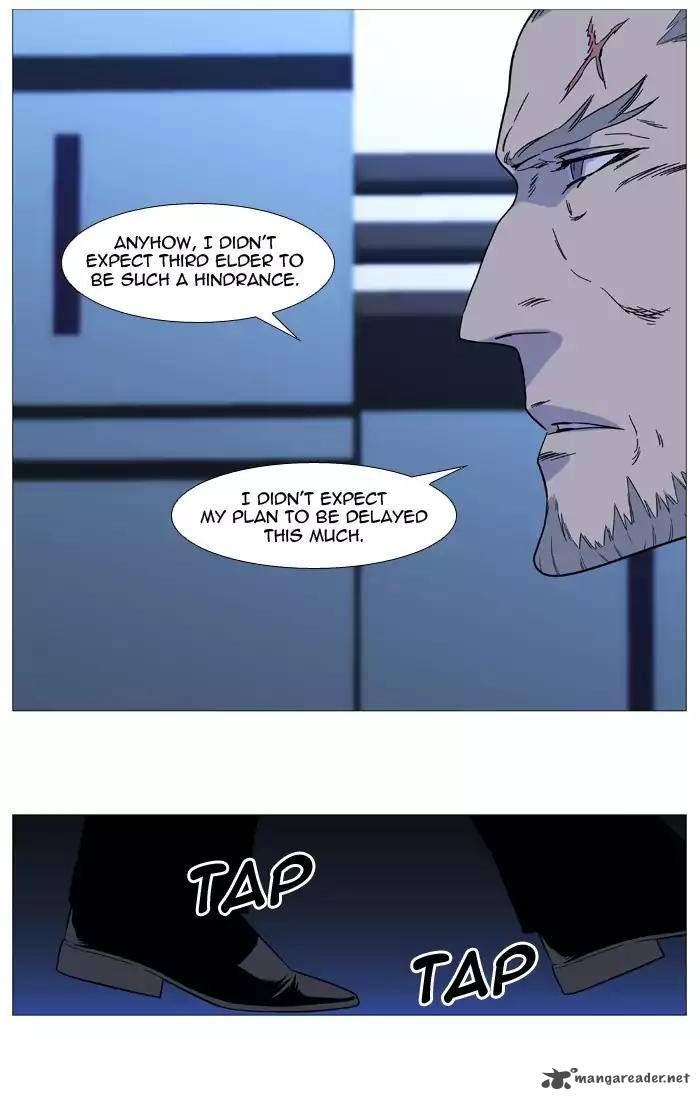 ANYHOW, I DIDN'T
EXPECT THIRD ELDER TO
BE SUCH A HINDRANCE.
I DIDN'T EXPECT
MY PLAN TO BE DELAYED
THIS MUCH.
TAP
TAP
mangareader.net